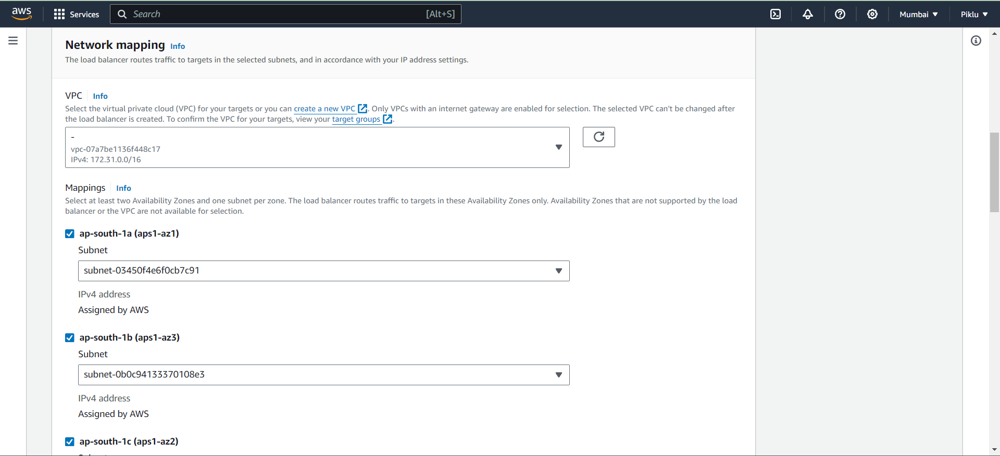 aws
Services
Search [Alt+S]
Mumbai
Piklu
Network mapping Info
The load balancer routes traffic to targets in the selected subnets, and in accordance with your IP address settings.
VPC Info
Select the virtual private cloud (VPC) for your targets or you can create a new VPC. Only VPCs with an internet gateway are enabled for selection. The selected VPC can't be changed after
the load balancer is created. To confirm the VPC for your targets, view your target groups.
-
vpc-07a7be1136f448c17
IPv4: 172.31.0.0/16
Mappings Info
Select at least two Availability Zones and one subnet per zone. The load balancer routes traffic to targets in these Availability Zones only. Availability Zones that are not supported by the load
balancer or the VPC are not available for selection.
ap-south-1a (aps1-az1)
Subnet
subnet-03450f4e6f0cb7c91
IPv4 address
Assigned by AWS
ap-south-1b (aps1-az3)
Subnet
subnet-0b0c94133370108e3
IPv4 address
Assigned by AWS
ap-south-1c (aps1-az2)